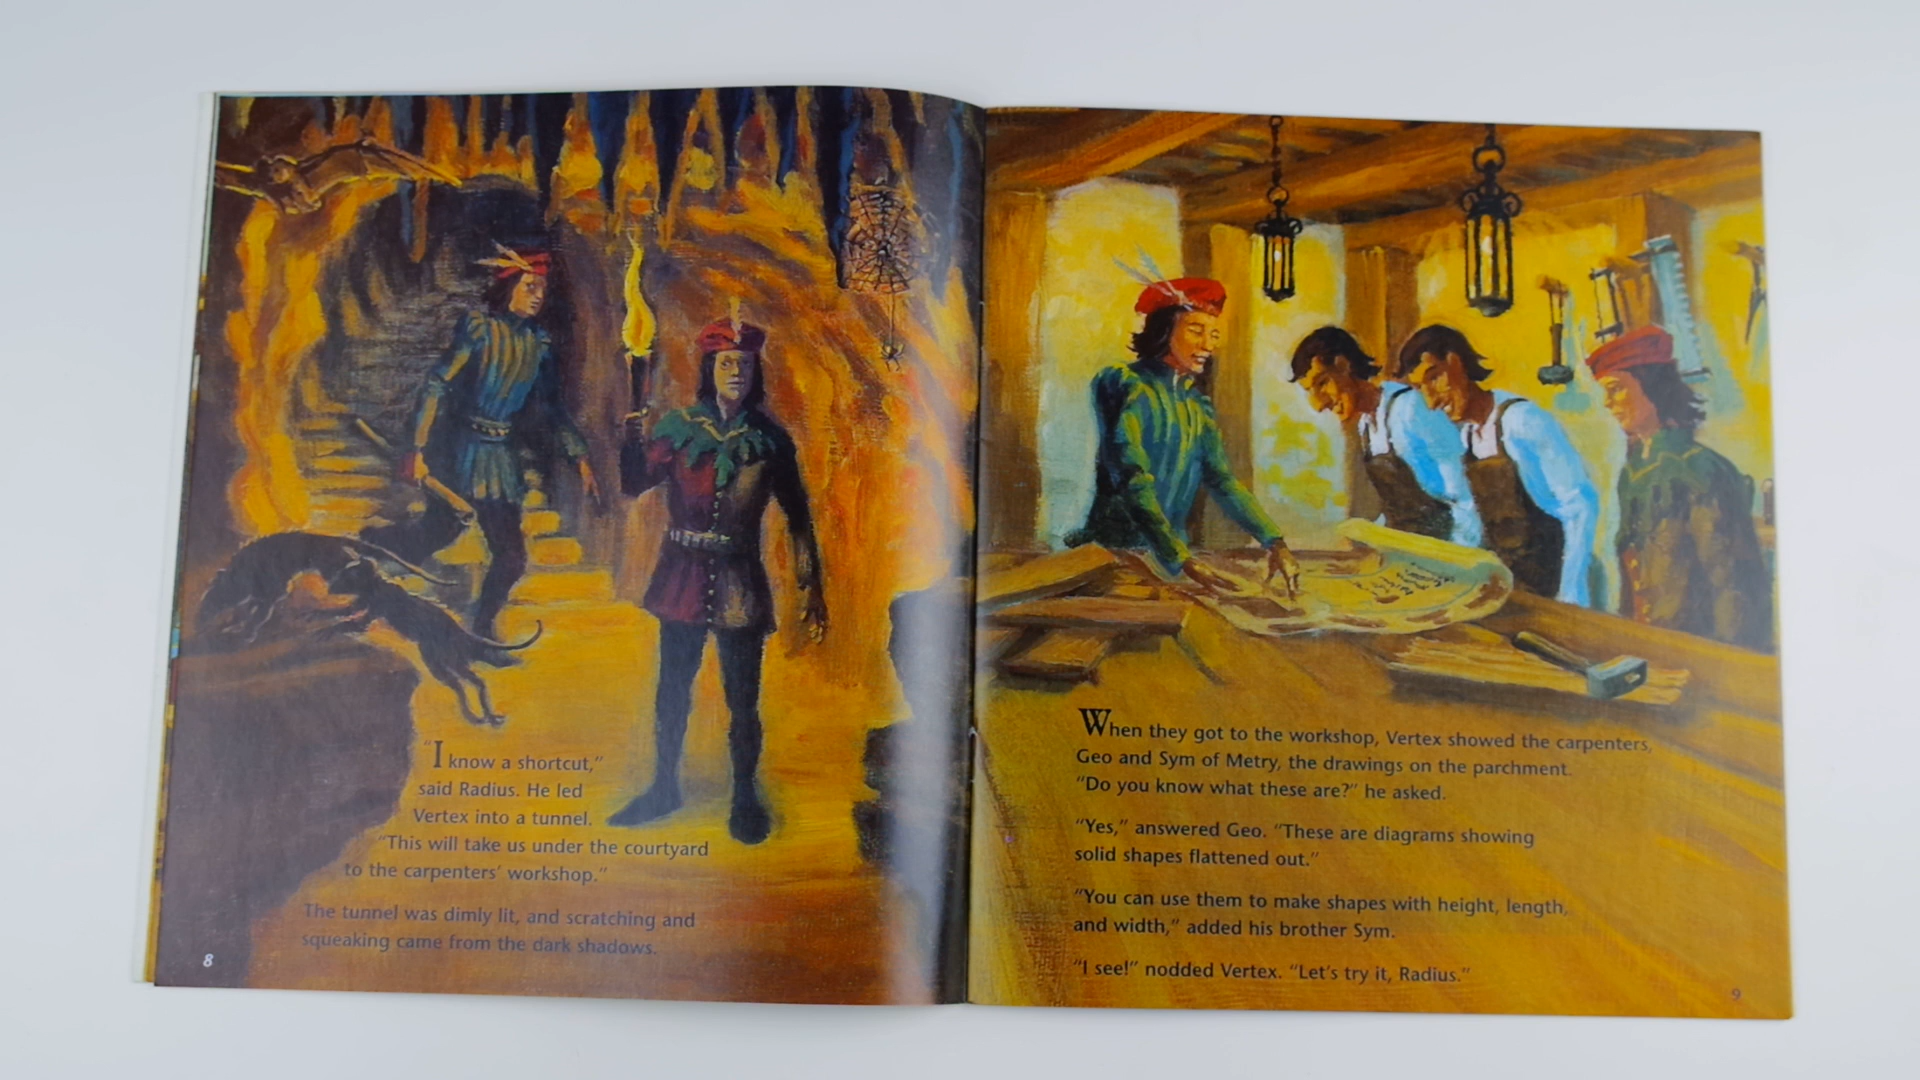 "I know a shortcut,"
said Radius. He led
Vertex into a tunnel.
"This will take us under the courtyard
to the carpenters' workshop."
The tunnel was dimly lit, and scratching and
squeaking came from the dark shadows.
8
When they got to the workshop, Vertex showed the carpenters,
Geo and Sym of Metry, the drawings on the parchment.
"Do you know what these are?" he asked.
"Yes," answered Geo. "These are diagrams showing
solid shapes flattened out."
"You can use them to make shapes with height, length,
and width," added his brother Sym.
"I see!" nodded Vertex. "Let's try it, Radius."
9